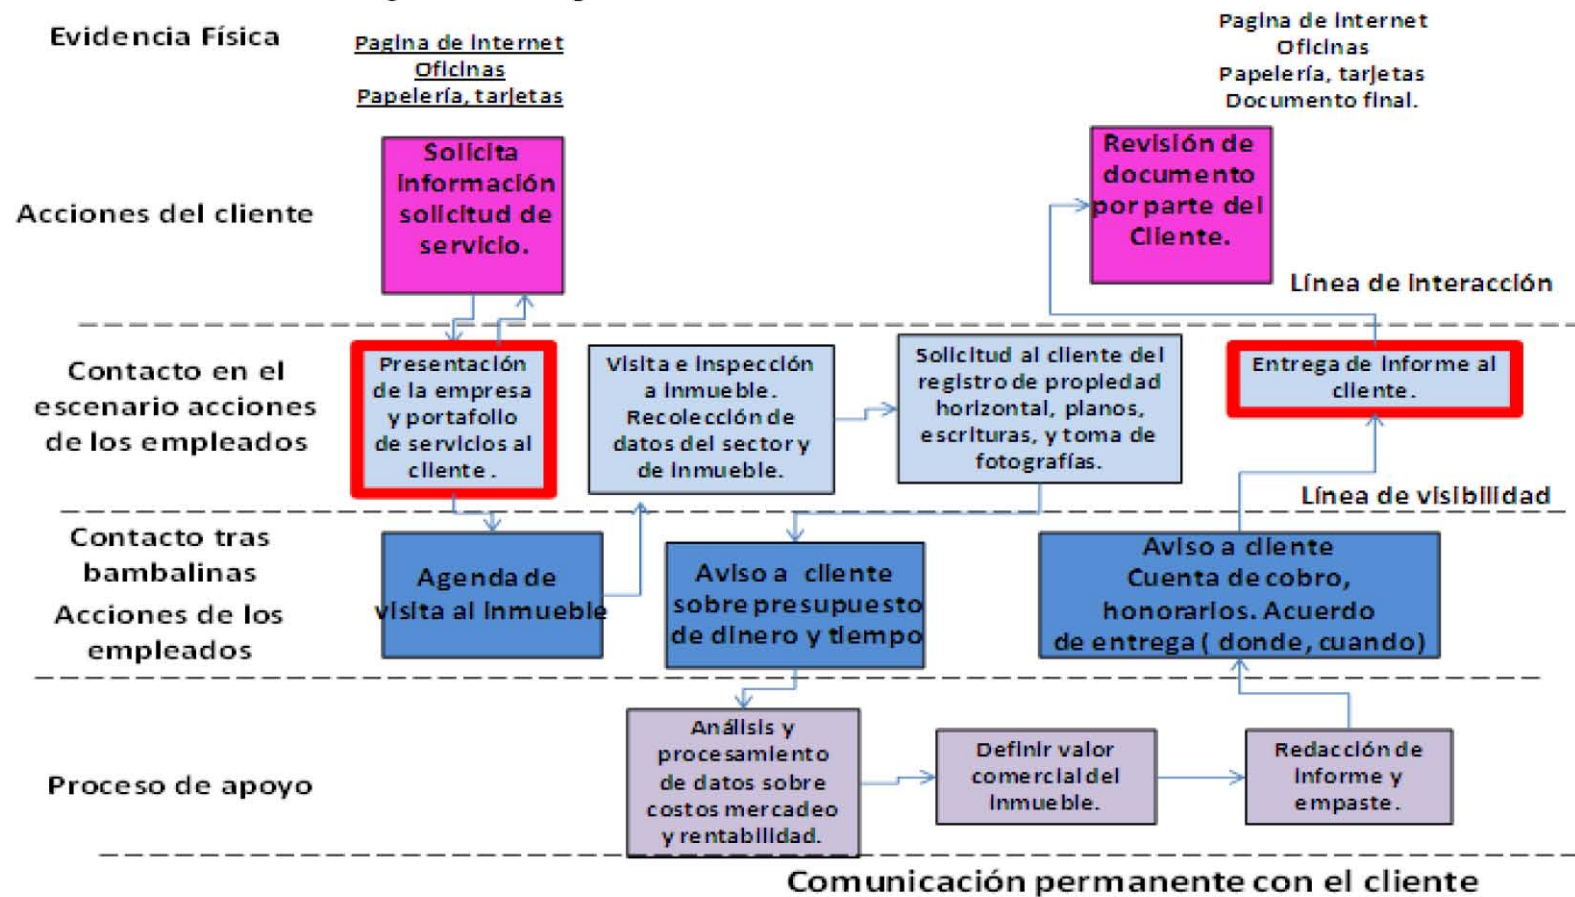 Evidencia Física
Pagina de internet
Oficinas
Papelería, tarjetas
Pagina de internet
Oficinas
Papelería, tarjetas
Documento final.
Acciones del cliente
Solicita
información
solicitud de
servicio.
Revisión de
documento
por parte del
Cliente.
Línea de interacción
Contacto en el
escenario acciones
de los empleados
Presentación
de la empresa
y portafolio
de servicios al
cliente.
Visita e inspección
a inmueble.
Recolección de
datos del sector y
de inmueble.
Solicitud al cliente del
registro de propiedad
horizontal, planos,
escrituras, y toma de
fotografías.
Entrega de informe al
cliente.
Línea de visibilidad
Contacto tras
bambalinas
Acciones de los
empleados
Agenda de
visita al inmueble
Aviso a cliente
sobre presupuesto
de dinero y tiempo
Aviso a cliente
Cuenta de cobro,
honorarios. Acuerdo
de entrega ( donde, cuando)
Proceso de apoyo
Análisis y
procesamiento
de datos sobre
costos mercadeo
y rentabilidad.
Definir valor
comercial del
inmueble.
Redacción de
informe y
empaste.
Comunicación permanente con el cliente